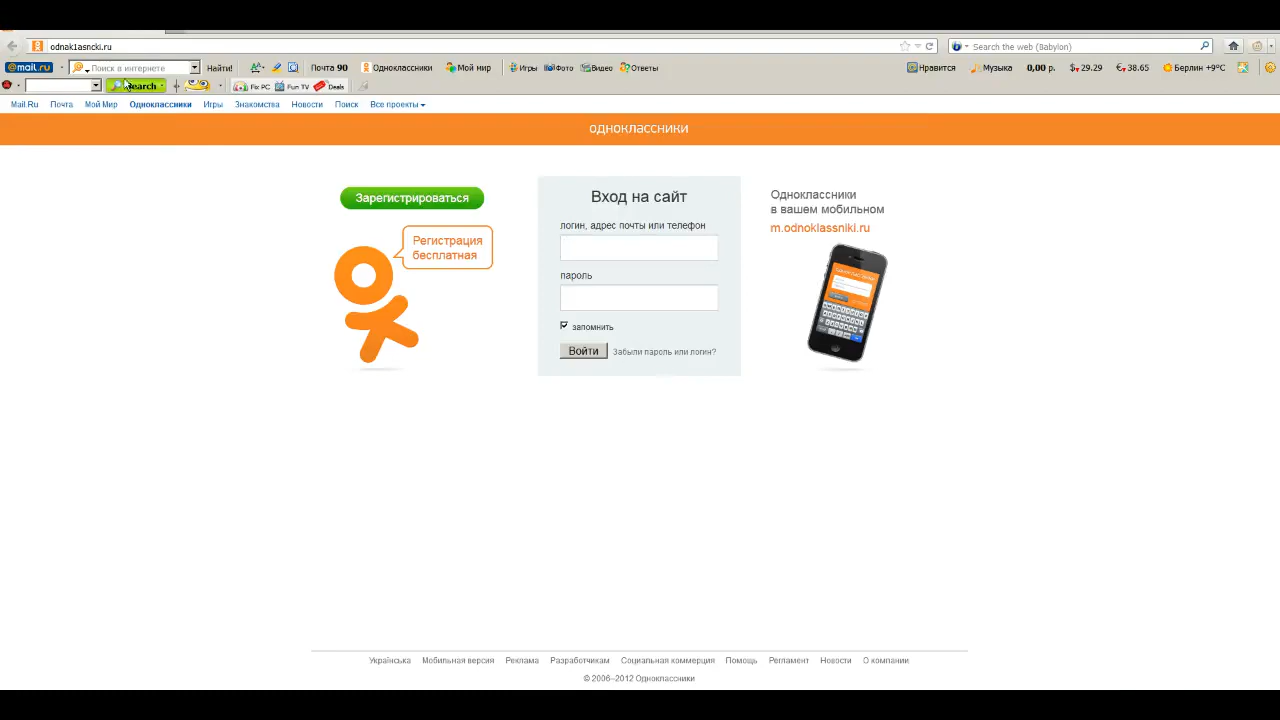 odnak1asncki.ru
Search the web (Babylon)
@mail.ru Поиск в интернете Найти! Почта 90 Одноклассники Мой мир Игры Фото Видео Ответы Нравится Музыка 0,00 р. $ 29.29 € 38.65 Берлин +9°C
Search Fix PC Fun TV Deals
Mail.Ru Почта Мой Мир Одноклассники Игры Знакомства Новости Поиск Все проекты
одноклассники
Зарегистрироваться
Регистрация
бесплатная
Вход на сайт
логин, адрес почты или телефон
пароль
запомнить
Войти Забыли пароль или логин?
Одноклассники
в вашем мобильном
m.odnoklassniki.ru
Українська Мобильная версия Реклама Разработчикам Социальная коммерция Помощь Регламент Новости О компании
© 2006–2012 Одноклассники